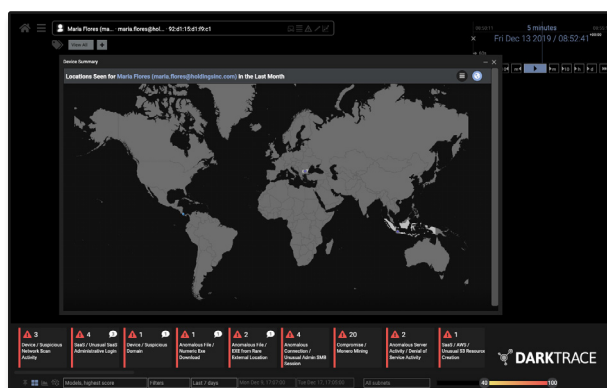 Maria Flores (ma... · maria.flores@hol... · 92:d1:15:d1:f9:c1
View All +
5 minutes
Fri Dec 13 2019 / 08:52:41
Device Summary
Locations Seen for Maria Flores (maria.flores@holdingsinc.com) In the Last Month
3
Device / Suspicious Network Scan Activity
4
SaaS / Unusual SaaS Administrative Login
1
Device / Suspicious Domain
1
Anomalous File / Numeric Exe Download
2
Anomalous File / EXE from Rare External Location
4
Anomalous Connection / Unusual Admin SMB Session
20
Compromise / Monero Mining
2
Anomalous Server Activity / Denial of Service Activity
1
SaaS / AWS / Unusual S3 Resource Creation
DARKTRACE
Models, highest score
Filters
Last 7 days
All subnets
40
100